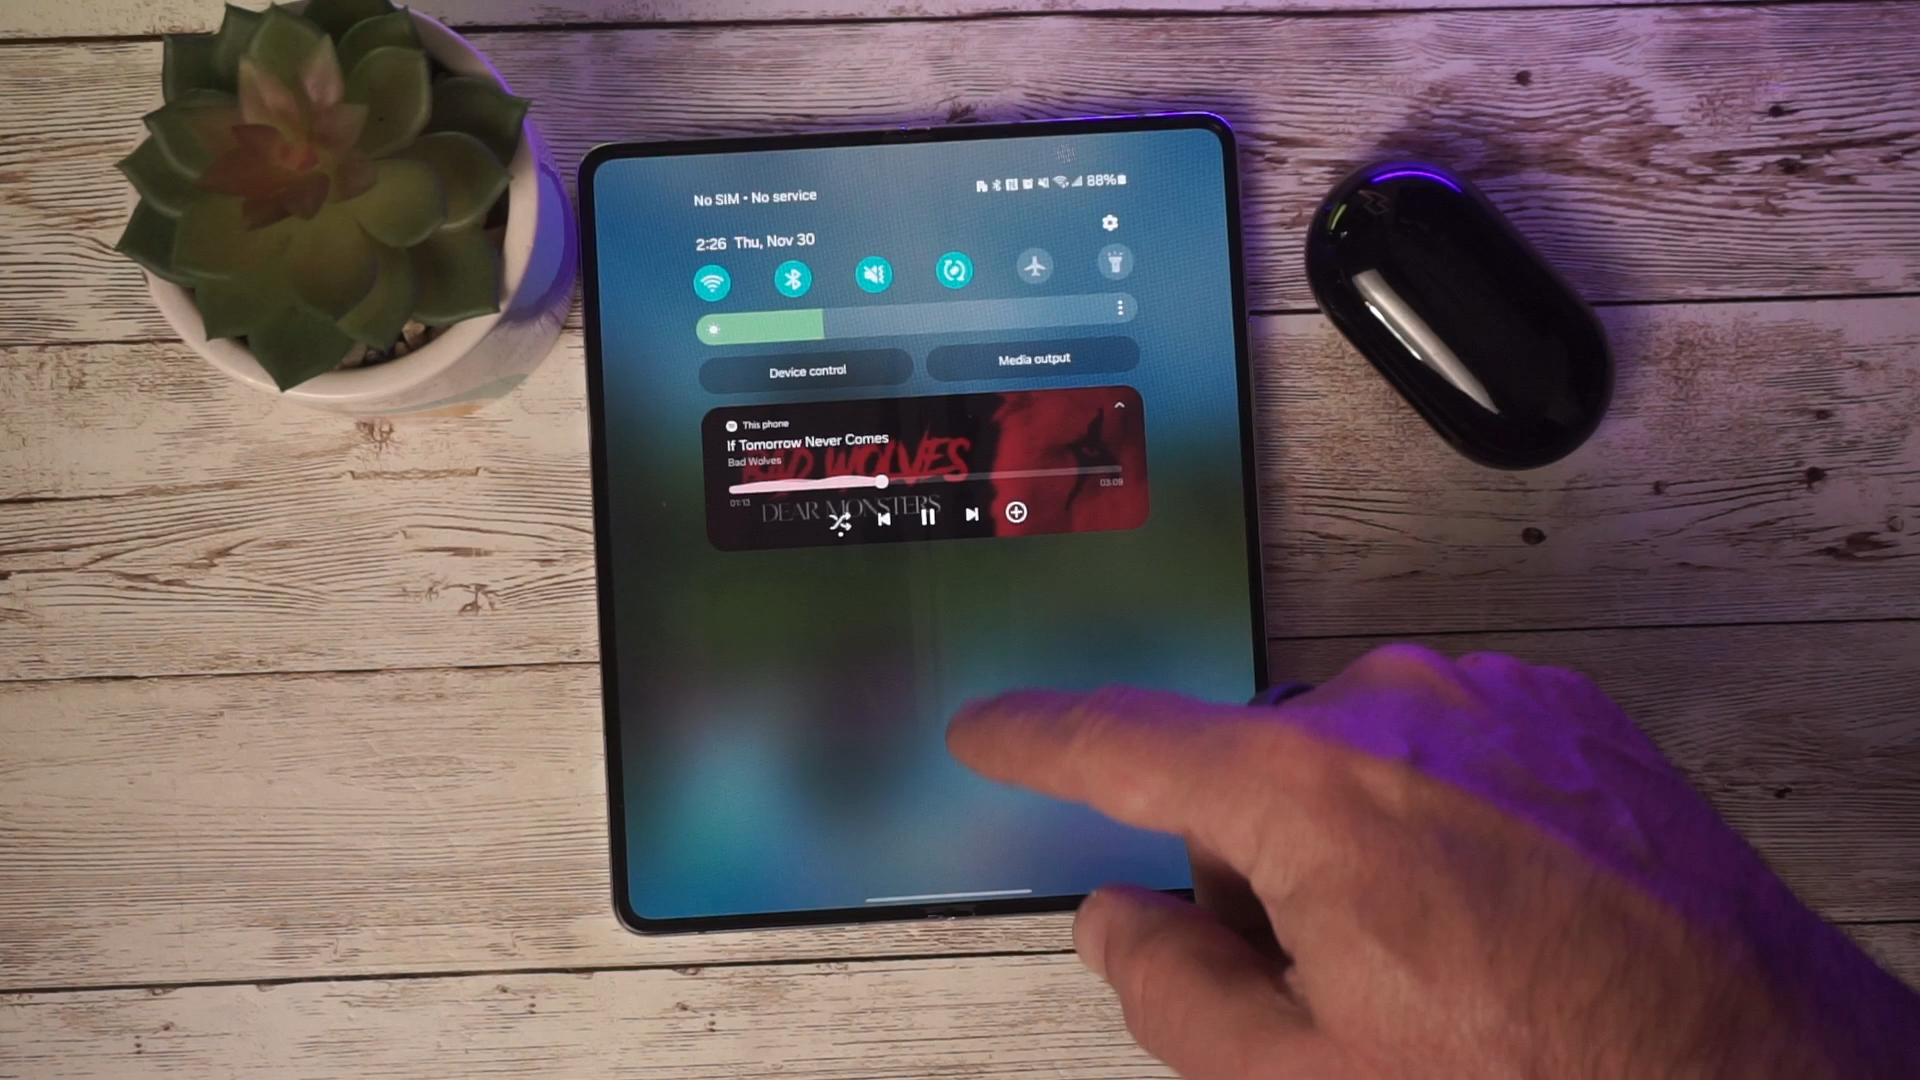 No SIM • No service
88%
2:26 Thu, Nov 30
Device control
Media output
This phone
If Tomorrow Never Comes
Bad Wolves
BAD WOLVES
01:13
03:09
DEAR MONSTERS